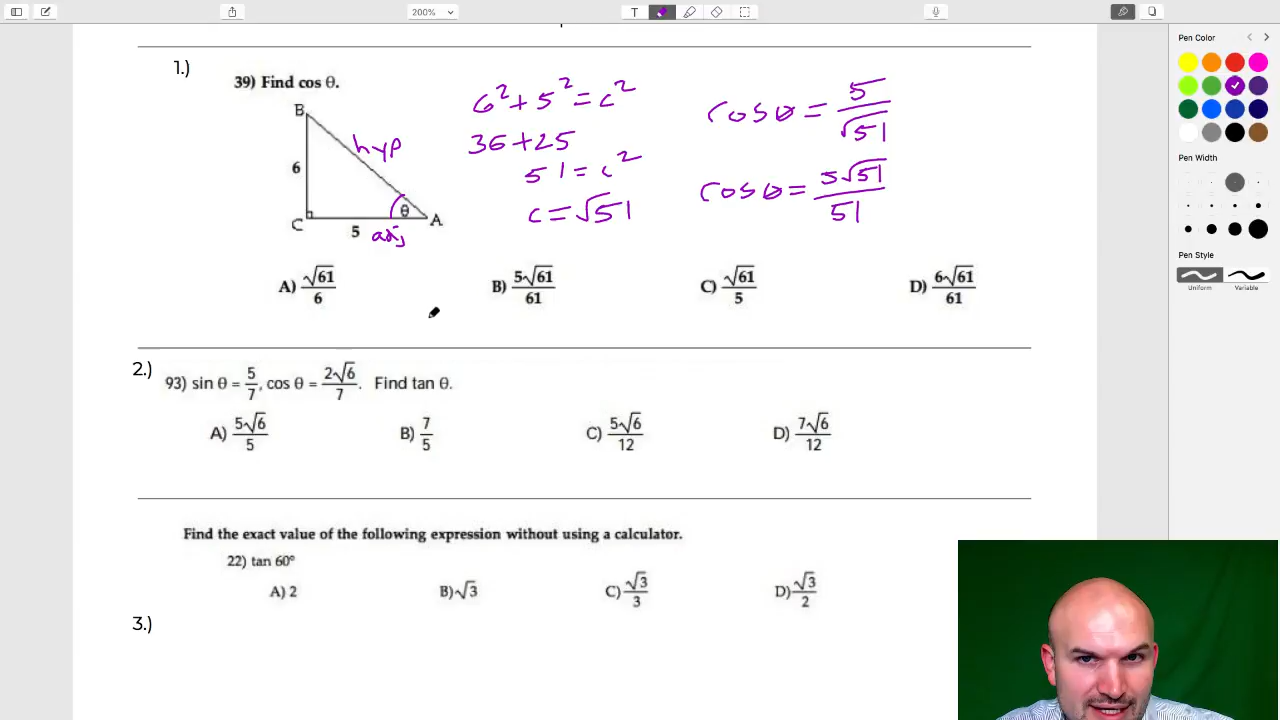 200%
T
Pen Color
Pen Width
Pen Style
Uniform
Variable
1.)
39) Find cos θ.
B
6
hyp
θ
C
5
adj
A
6² + 5² = c²
36 + 25
51 = c²
c = √51
cos θ = 5/√51
cos θ = 5√51/51
A) √61/6 B) 5√61/61 C) √61/5 D) 6√61/61
2.)
93) sin θ = 5/7, cos θ = 2√6/7. Find tan θ.
A) 5√6/5 B) 7/5 C) 5√6/12 D) 7√6/12
Find the exact value of the following expression without using a calculator.
22) tan 60°
A) 2 B) √3 C) √3/3 D) √3/2
3.)